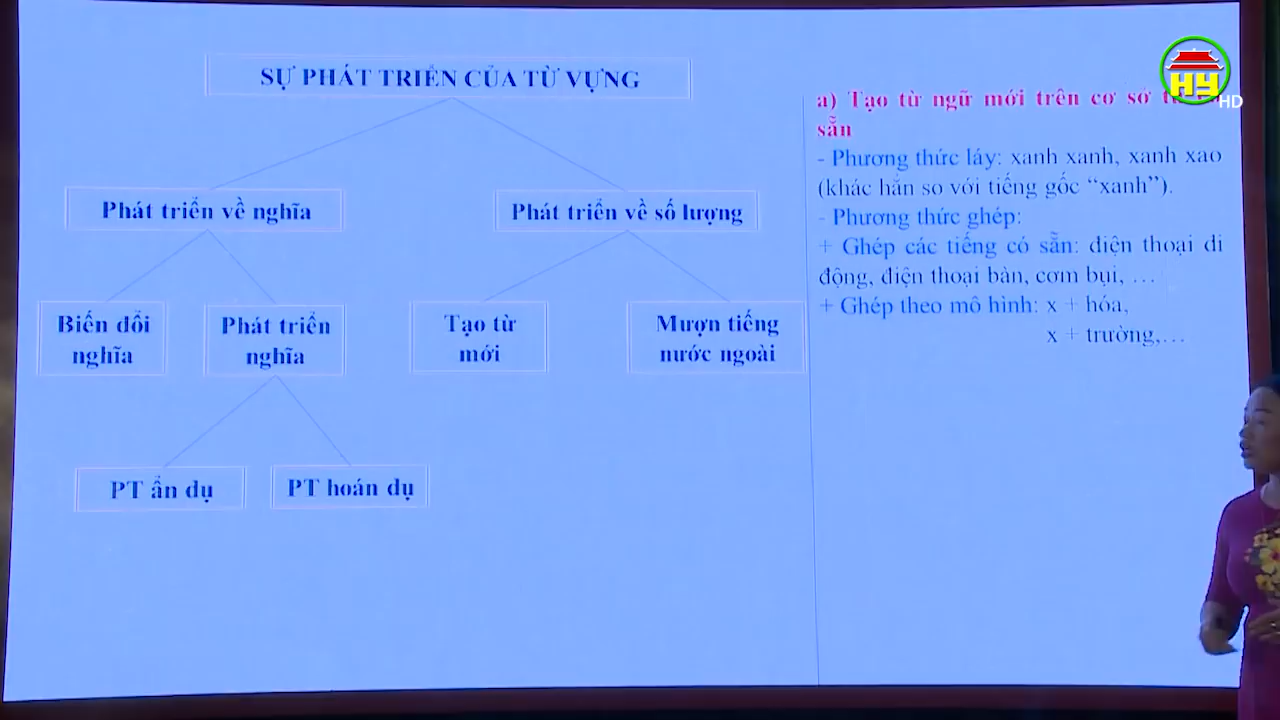 SỰ PHÁT TRIỂN CỦA TỪ VỰNG
Phát triển về nghĩa
Phát triển về số lượng
Biến đổi
nghĩa
Phát triển
nghĩa
Tạo từ
mới
Mượn tiếng
nước ngoài
PT ẩn dụ
PT hoán dụ
a) Tạo từ ngữ mới trên cơ sở
sẵn
- Phương thức láy: xanh xanh, xanh xao
(khác hẳn so với tiếng gốc “xanh”).
- Phương thức ghép:
+ Ghép các tiếng có sẵn: điện thoại di
động, điện thoại bàn, cơm bụi, …
+ Ghép theo mô hình: x + hóa,
x + trường,…
HY
HD